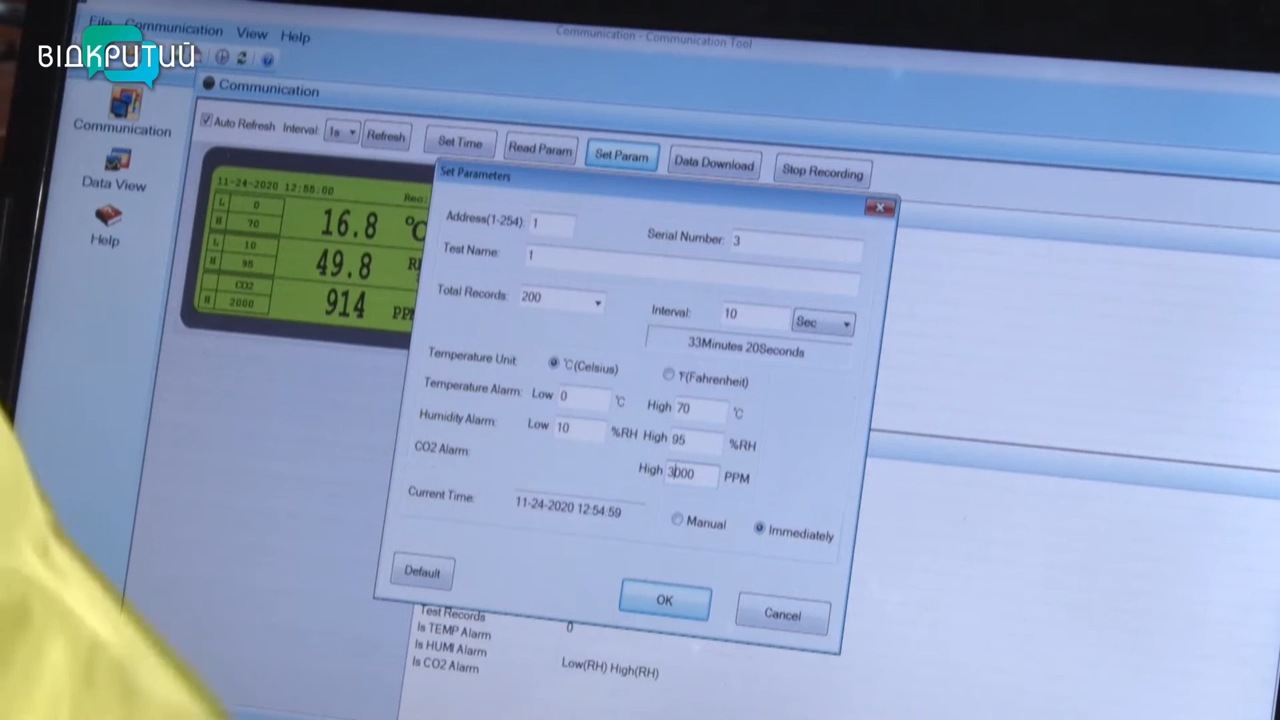 File Communication View Help
Communication - Communication Tool
ВІДКРИТИЙ
Communication
Communication
Data View
Help
Auto Refresh Interval: 1s Refresh Set Time Read Param Set Param Data Download Stop Recording
11-24-2020 12:55:00 Rec:
L 0
H 70
16.8 °C
L 10
H 95
49.8
CO2
H 2000
914 PPM
Set Parameters
Address(1-254): 1
Serial Number: 3
Test Name: 1
Total Records: 200
Interval: 10 Sec
33Minutes 20Seconds
Temperature Unit: °C(Celsius) °F(Fahrenheit)
Temperature Alarm: Low 0 °C High 70 °C
Humidity Alarm: Low 10 %RH High 95 %RH
CO2 Alarm: High 3000 PPM
Current Time: 11-24-2020 12:54:59
Manual Immediately
Default OK Cancel
Test Records 0
Is TEMP Alarm
Is HUMI Alarm Low(RH) High(RH)
Is CO2 Alarm